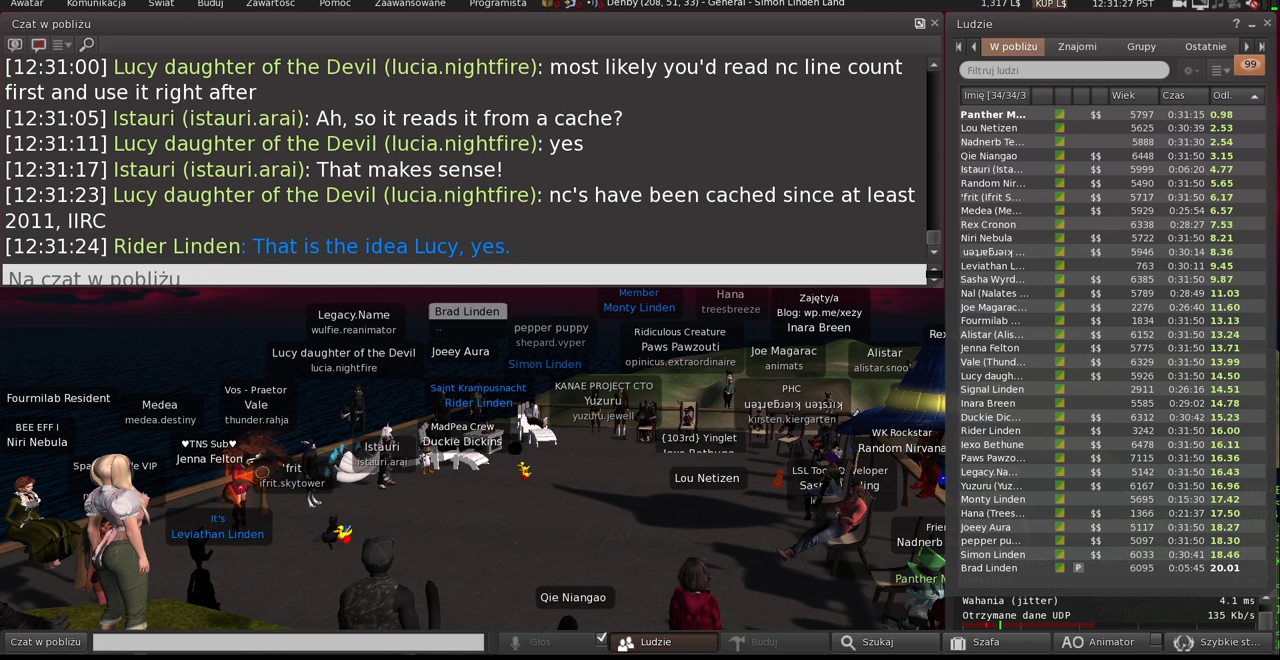 Awatar Komunikacja Świat Buduj Zawartość Pomoc Zaawansowane Programista Denby (208, 51, 33) - General - Simon Linden Land 1,317 L$ KUP L$ 12:31:27 PST
Czat w pobliżu
[12:31:00] Lucy daughter of the Devil (lucia.nightfire): most likely you'd read nc line count
first and use it right after
[12:31:05] Istauri (istauri.arai): Ah, so it reads it from a cache?
[12:31:11] Lucy daughter of the Devil (lucia.nightfire): yes
[12:31:17] Istauri (istauri.arai): That makes sense!
[12:31:23] Lucy daughter of the Devil (lucia.nightfire): nc's have been cached since at least
2011, IIRC
[12:31:24] Rider Linden: That is the idea Lucy, yes.
Na czat w pobliżu
Member
Monty Linden
Hana
treesbreeze
Zajęty/a
Blog: wp.me/xezy
Inara Breen
Legacy.Name
wulfie.reanimator
Brad Linden
..
Joeey Aura
pepper puppy
shepard.vyper
Simon Linden
Ridiculous Creature
Paws Pawzouti
opinicus.extraordinaire
Joe Magarac
animats
Alistar
alistar.snoo
Rex
Lucy daughter of the Devil
lucia.nightfire
Saint Krampusnacht
Rider Linden
KANAE PROJECT CTO
Yuzuru
yuzuru.jewell
PHC
kirsten.kiergarten
Fourmilab Resident
Medea
medea.destiny
Vos - Praetor
Vale
thunder.rahja
BEE EFF I
Niri Nebula
♥TNS Sub♥
Jenna Felton
MadPea Crew
Duckie Dickins
Istauri
istauri.arai
'frit
ifrit.skytower
{103rd} Yinglet
Iexo Bethune
Lou Netizen
WK Rockstar
Random Nirvana
It's
Leviathan Linden
Nadnerb
Panther M
Qie Niangao
Ludzie
W pobliżu Znajomi Grupy Ostatnie
Filtruj ludzi 99
Imię [34/34/3 Wiek Czas Odl.
Panther M... $$ 5797 0:31:15 0.98
Lou Netizen 5625 0:30:39 2.53
Nadnerb Te... 5888 0:31:30 2.54
Qie Niangao $$ 6448 0:31:50 3.15
Istauri (Ista... $$ 5999 0:06:20 4.77
Random Nir... $$ 5490 0:31:50 5.65
'frit (Ifrit S... $$ 5717 0:31:50 6.17
Medea (Me... $$ 5929 0:25:54 6.57
Rex Cronon 6338 0:28:27 7.53
Niri Nebula $$ 5722 0:31:50 8.21
$$ 5946 0:30:14 8.36
Leviathan L... 763 0:30:11 9.45
Sasha Wyrd... $$ 6385 0:31:50 9.87
Nal (Nalates ... $$ 5789 0:28:49 11.03
Joe Magarac... $$ 2276 0:26:40 11.60
Fourmilab ... $$ 1834 0:31:50 13.13
Alistar (Alis... $$ 6152 0:31:50 13.24
Jenna Felton $$ 5775 0:31:50 13.71
Vale (Thund... $$ 6329 0:31:50 13.99
Lucy daugh... $$ 5926 0:31:50 14.50
Signal Linden 2911 0:26:16 14.51
Inara Breen 5585 0:29:02 14.78
Duckie Dic... $$ 6312 0:30:42 15.23
Rider Linden $$ 3242 0:31:50 16.00
Iexo Bethune $$ 6478 0:31:50 16.11
Paws Pawzo... $$ 7115 0:31:50 16.36
Legacy.Na... $$ 5142 0:31:50 16.43
Yuzuru (Yuz... $$ 6167 0:31:50 16.96
Monty Linden 5695 0:15:30 17.42
Hana (Trees... $$ 1366 0:21:37 17.50
Joeey Aura $$ 5117 0:31:50 18.27
pepper pu... $$ 5097 0:31:50 18.30
Simon Linden $$ 6033 0:30:41 18.46
Brad Linden P 6095 0:05:45 20.01
Wahania (jitter) 4.1 ms
Otrzymane dane UDP 135 Kb/s
Czat w pobliżu Głos Ludzie Buduj Szukaj Szafa AO Animator Szybkie st...